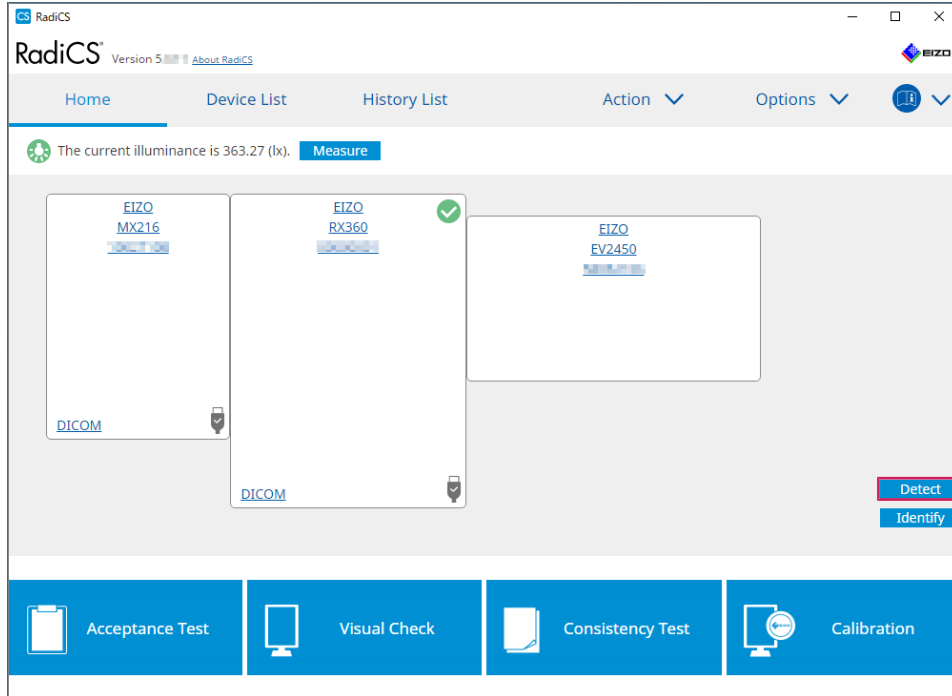 CS RadiCS
RadiCS® Version 5. About RadiCS
EIZO
Home Device List History List Action Options
The current illuminance is 363.27 (lx). Measure
EIZO
MX216
DICOM
EIZO
RX360
DICOM
EIZO
EV2450
Detect
Identify
Acceptance Test Visual Check Consistency Test Calibration